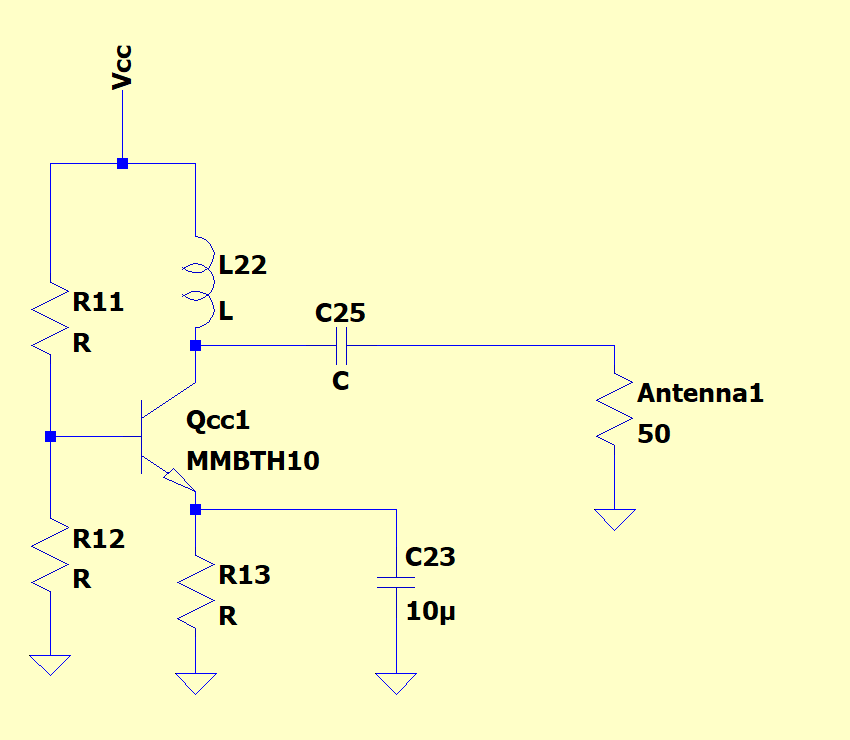 Vcc
L22
L
R11
R
C25
C
Antenna1
50
Qcc1
MMBTH10
R12
R
R13
R
C23
10µ